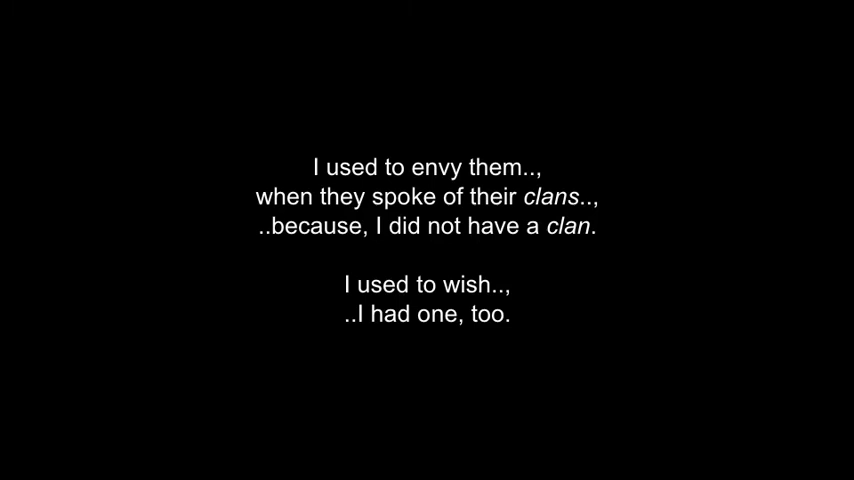 I used to envy them..,
when they spoke of their clans..,
..because, I did not have a clan.
I used to wish..,
..I had one, too.